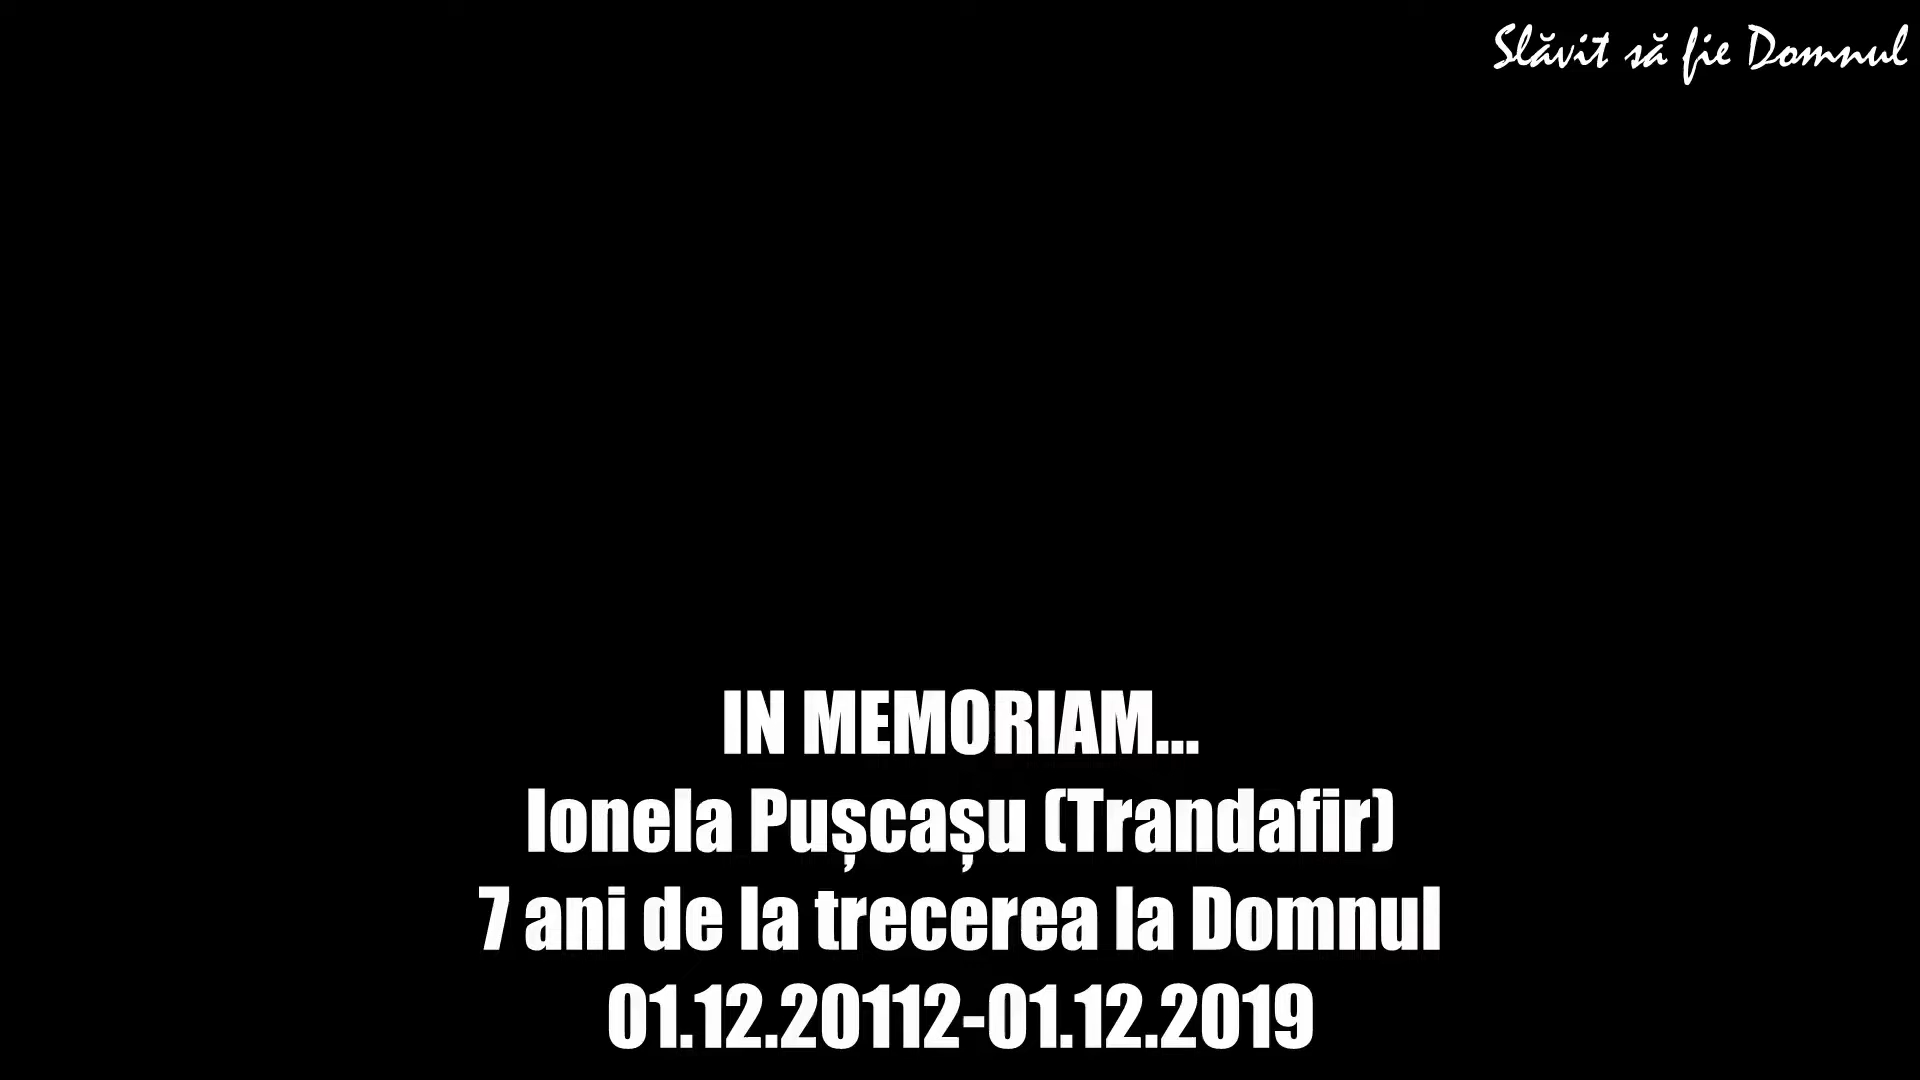 Slăvit să fie Domnul
IN MEMORIAM...
Ionela Pușcașu (Trandafir)
7 ani de la trecerea la Domnul
01.12.20112-01.12.2019